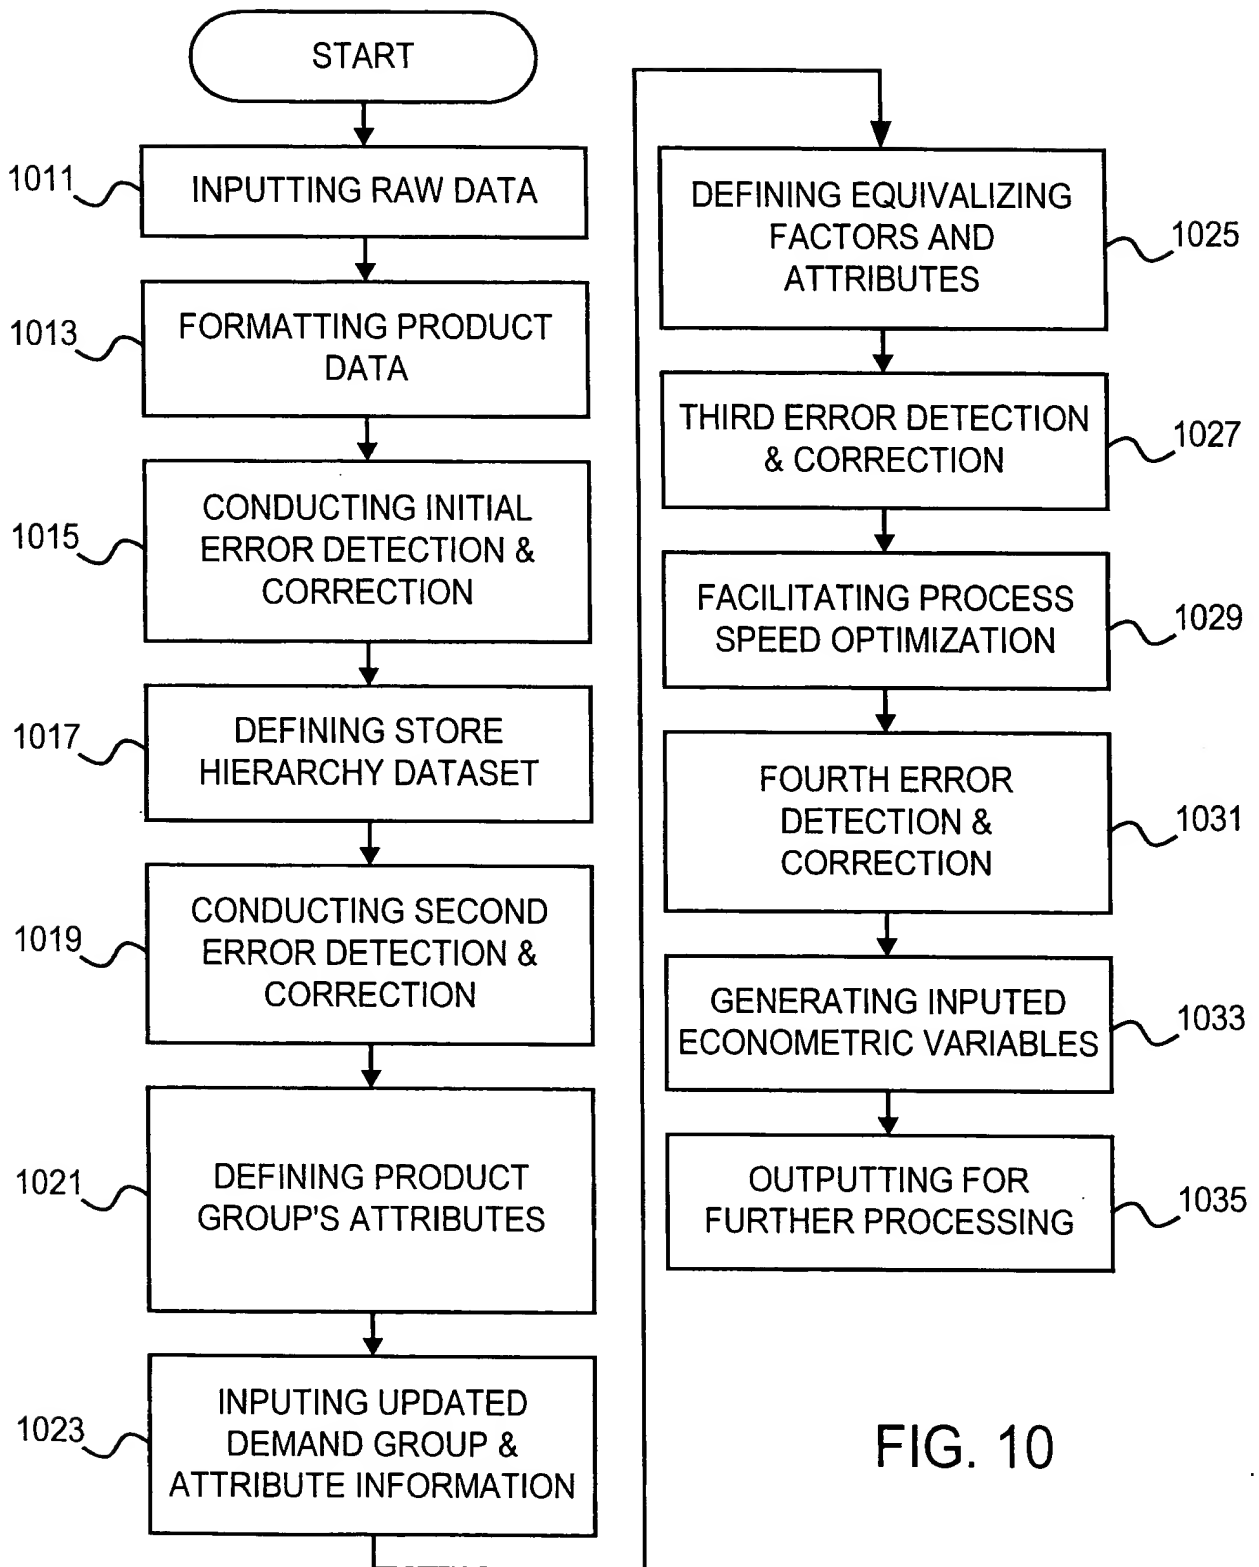 START
1011
INPUTTING RAW DATA
1013
FORMATTING PRODUCT
DATA
1015
CONDUCTING INITIAL
ERROR DETECTION &
CORRECTION
1017
DEFINING STORE
HIERARCHY DATASET
1019
CONDUCTING SECOND
ERROR DETECTION &
CORRECTION
1021
DEFINING PRODUCT
GROUP'S ATTRIBUTES
1023
INPUTING UPDATED
DEMAND GROUP &
ATTRIBUTE INFORMATION
DEFINING EQUIVALIZING
FACTORS AND
ATTRIBUTES
1025
THIRD ERROR DETECTION
& CORRECTION
1027
FACILITATING PROCESS
SPEED OPTIMIZATION
1029
FOURTH ERROR
DETECTION &
CORRECTION
1031
GENERATING INPUTED
ECONOMETRIC VARIABLES
1033
OUTPUTTING FOR
FURTHER PROCESSING
1035
FIG. 10